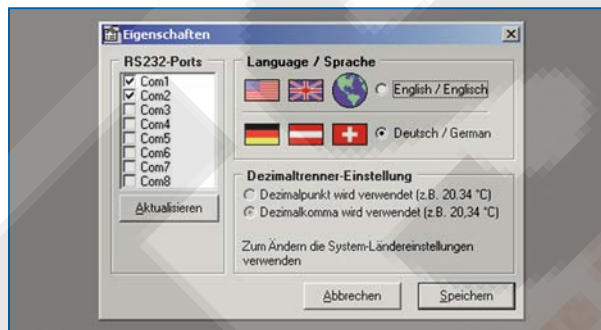 Eigenschaften
RS232-Ports
Com1
Com2
Com3
Com4
Com5
Com6
Com7
Com8
Aktualisieren
Language / Sprache
English / Englisch
Deutsch / German
Dezimaltrenner-Einstellung
Dezimalpunkt wird verwendet (z.B. 20.34 °C)
Dezimalkomma wird verwendet (z.B. 20,34 °C)
Zum Ändern die System-Ländereinstellungen
verwenden
Abbrechen
Speichern